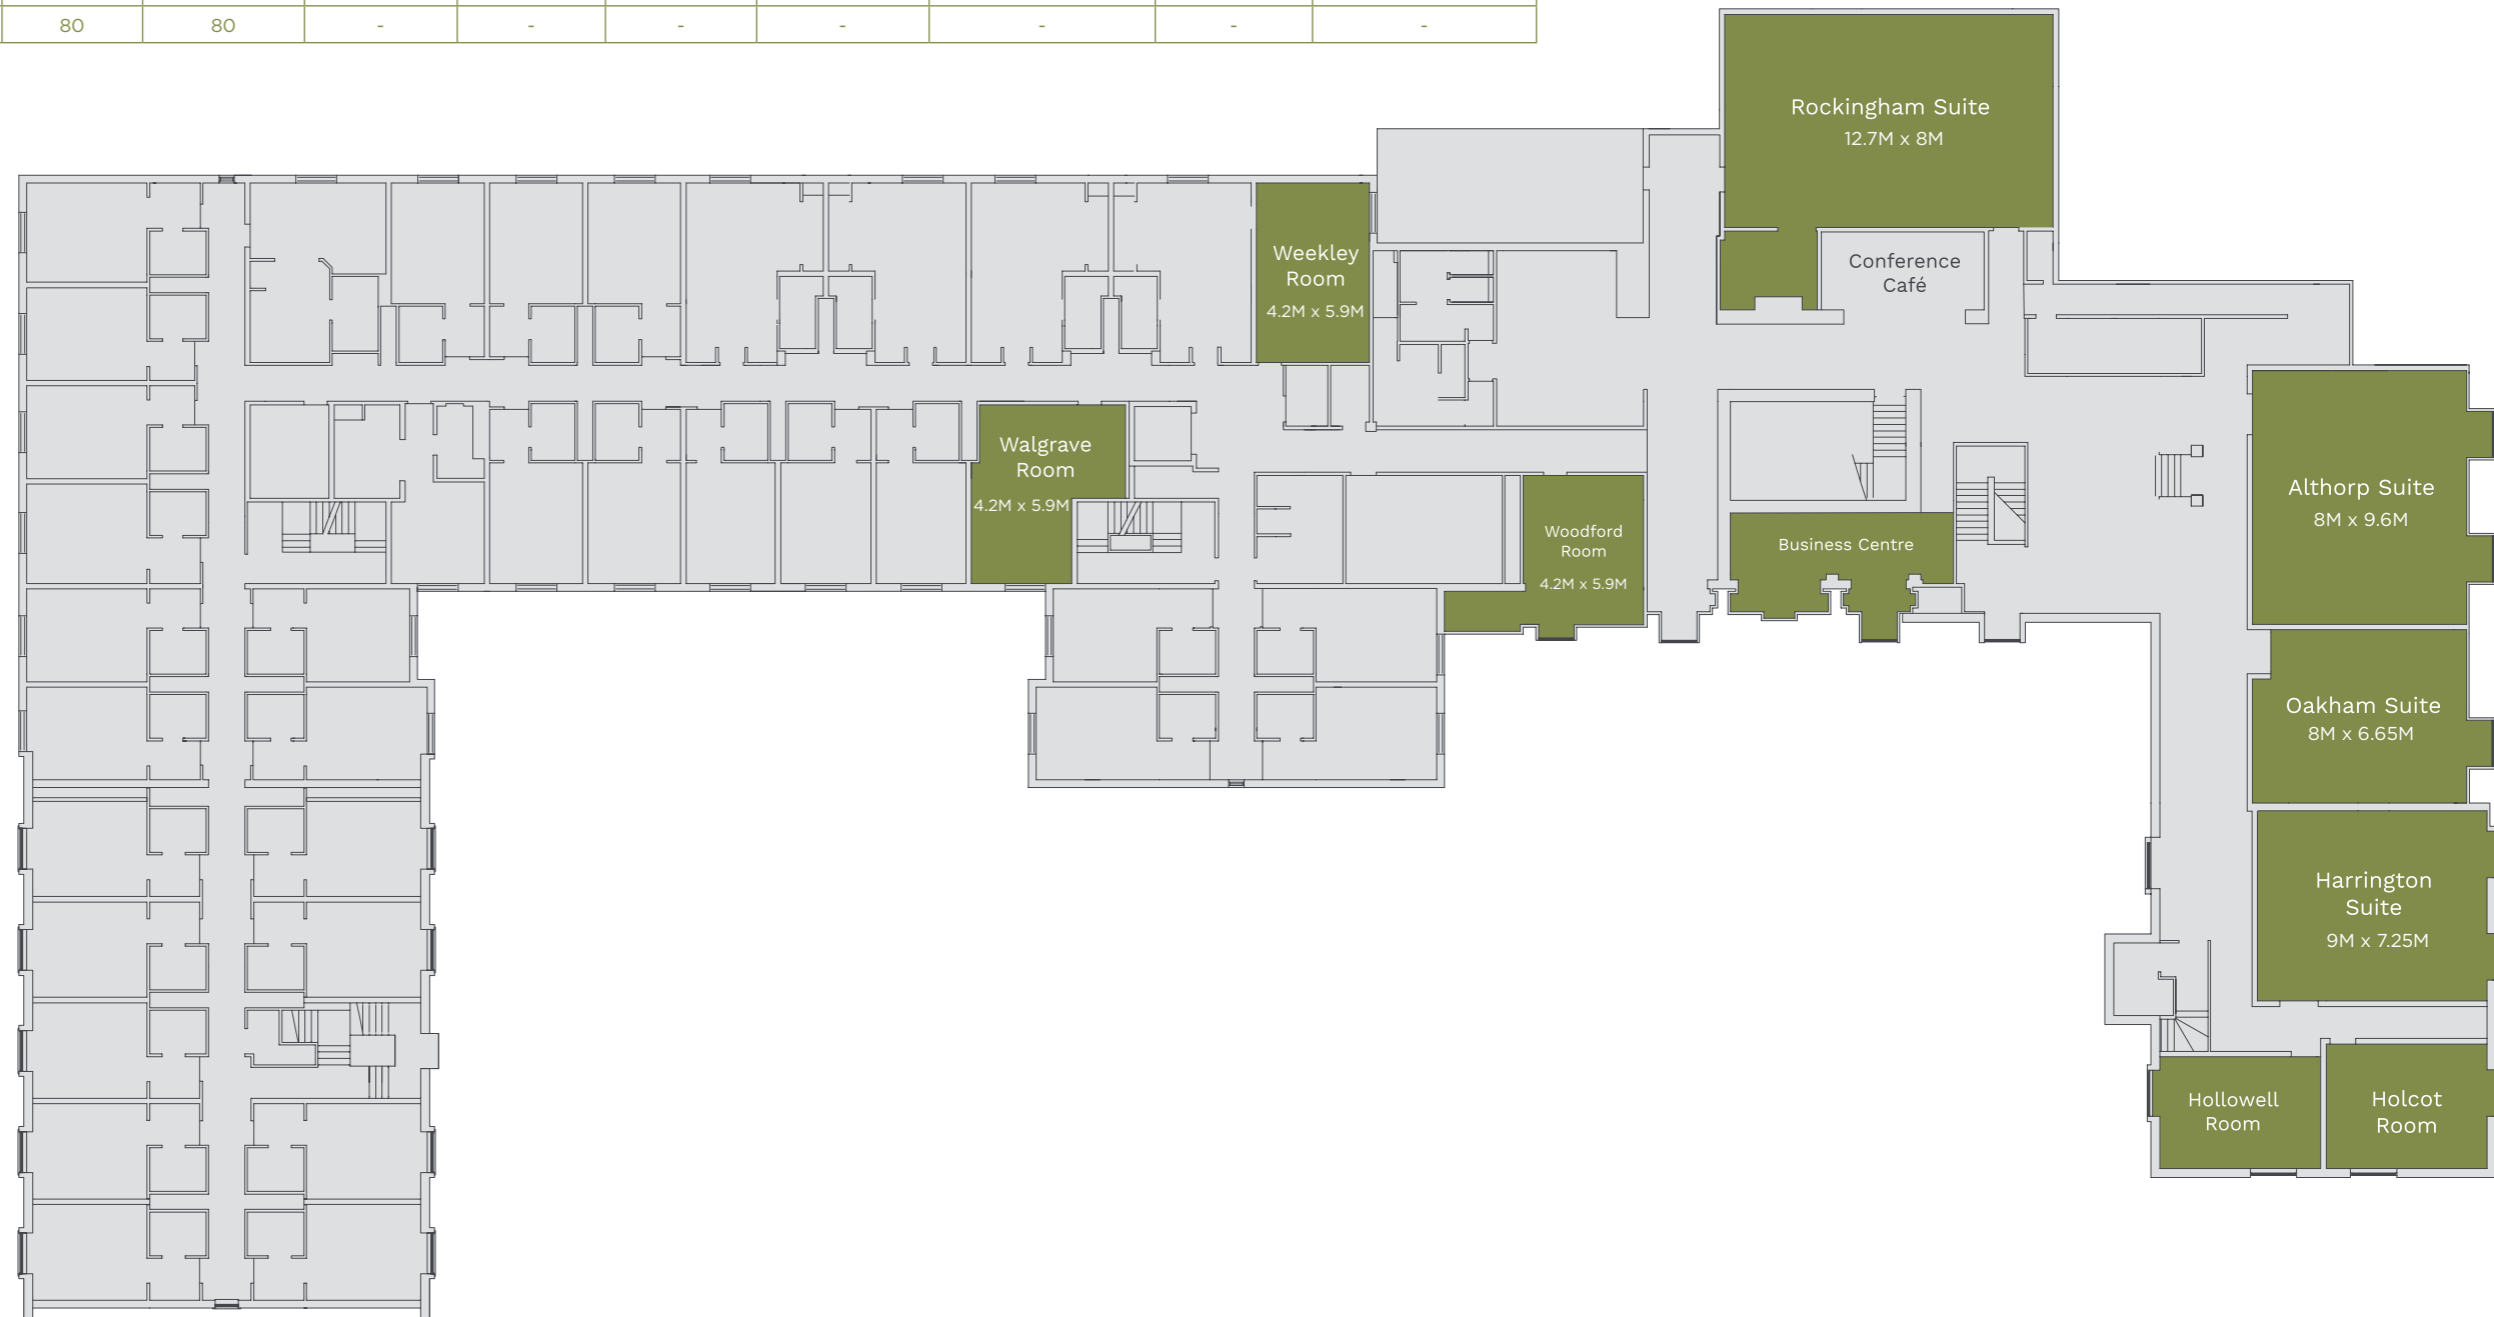 80 80 - - - - - - -
Rockingham Suite
12.7M x 8M
Weekley
Room
4.2M x 5.9M
Conference
Café
Walgrave
Room
4.2M x 5.9M
Woodford
Room
4.2M x 5.9M
Business Centre
Althorp Suite
8M x 9.6M
Oakham Suite
8M x 6.65M
Harrington
Suite
9M x 7.25M
Hollowell
Room
Holcot
Room